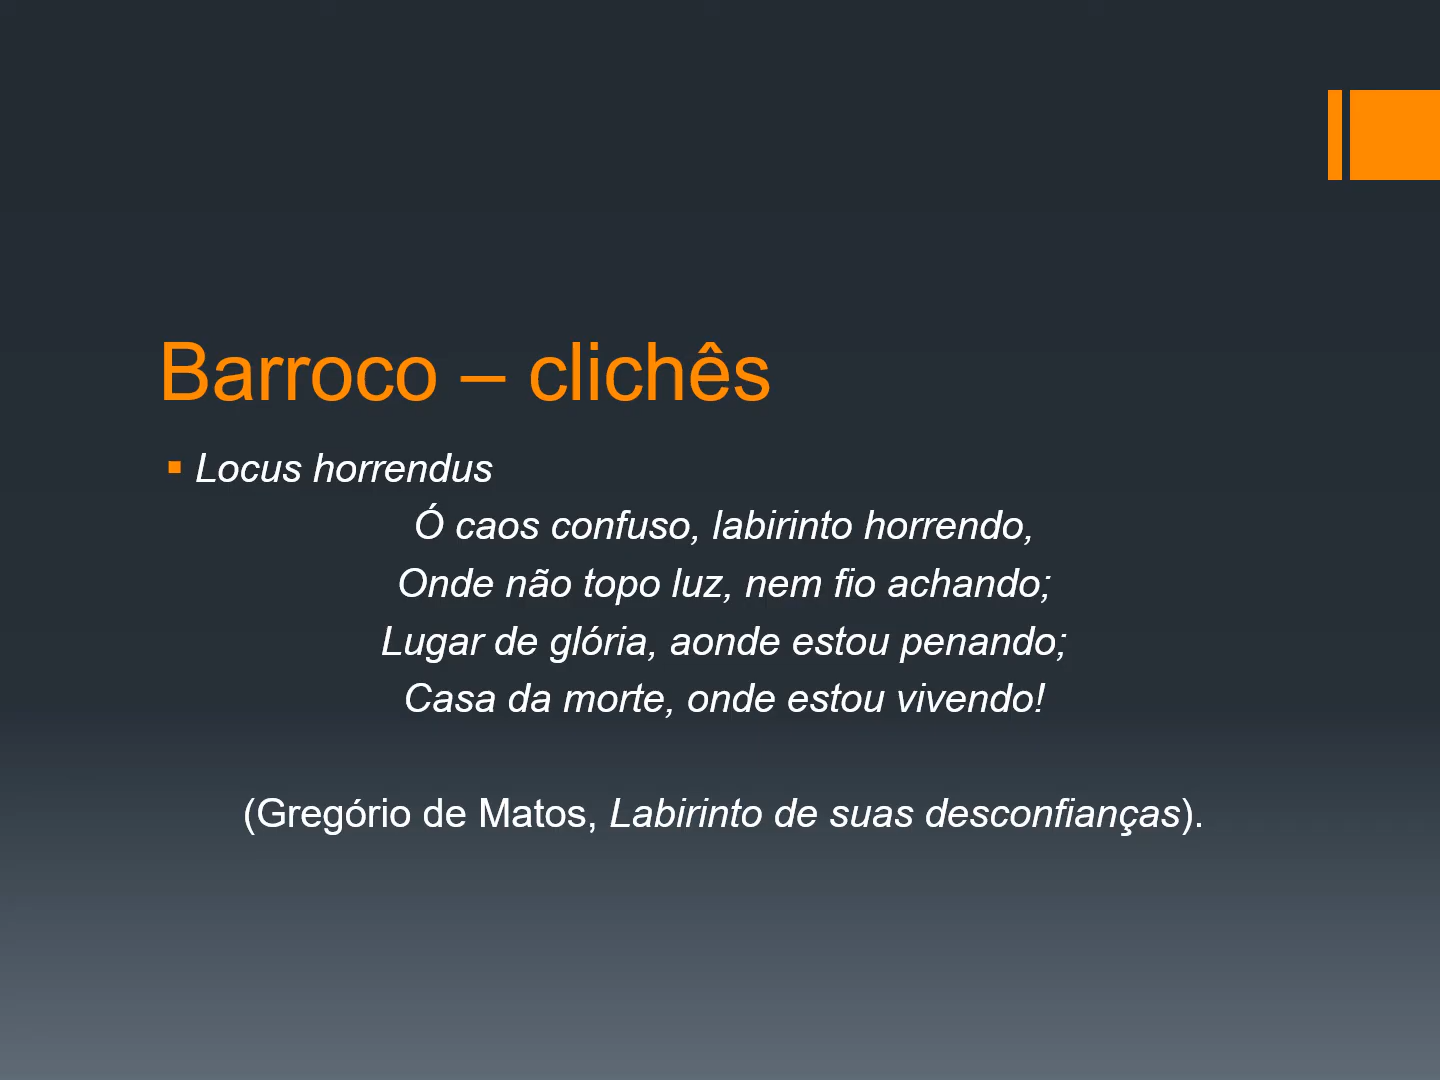 Barroco – clichês
▪ Locus horrendus
Ó caos confuso, labirinto horrendo,
Onde não topo luz, nem fio achando;
Lugar de glória, aonde estou penando;
Casa da morte, onde estou vivendo!
(Gregório de Matos, Labirinto de suas desconfianças).